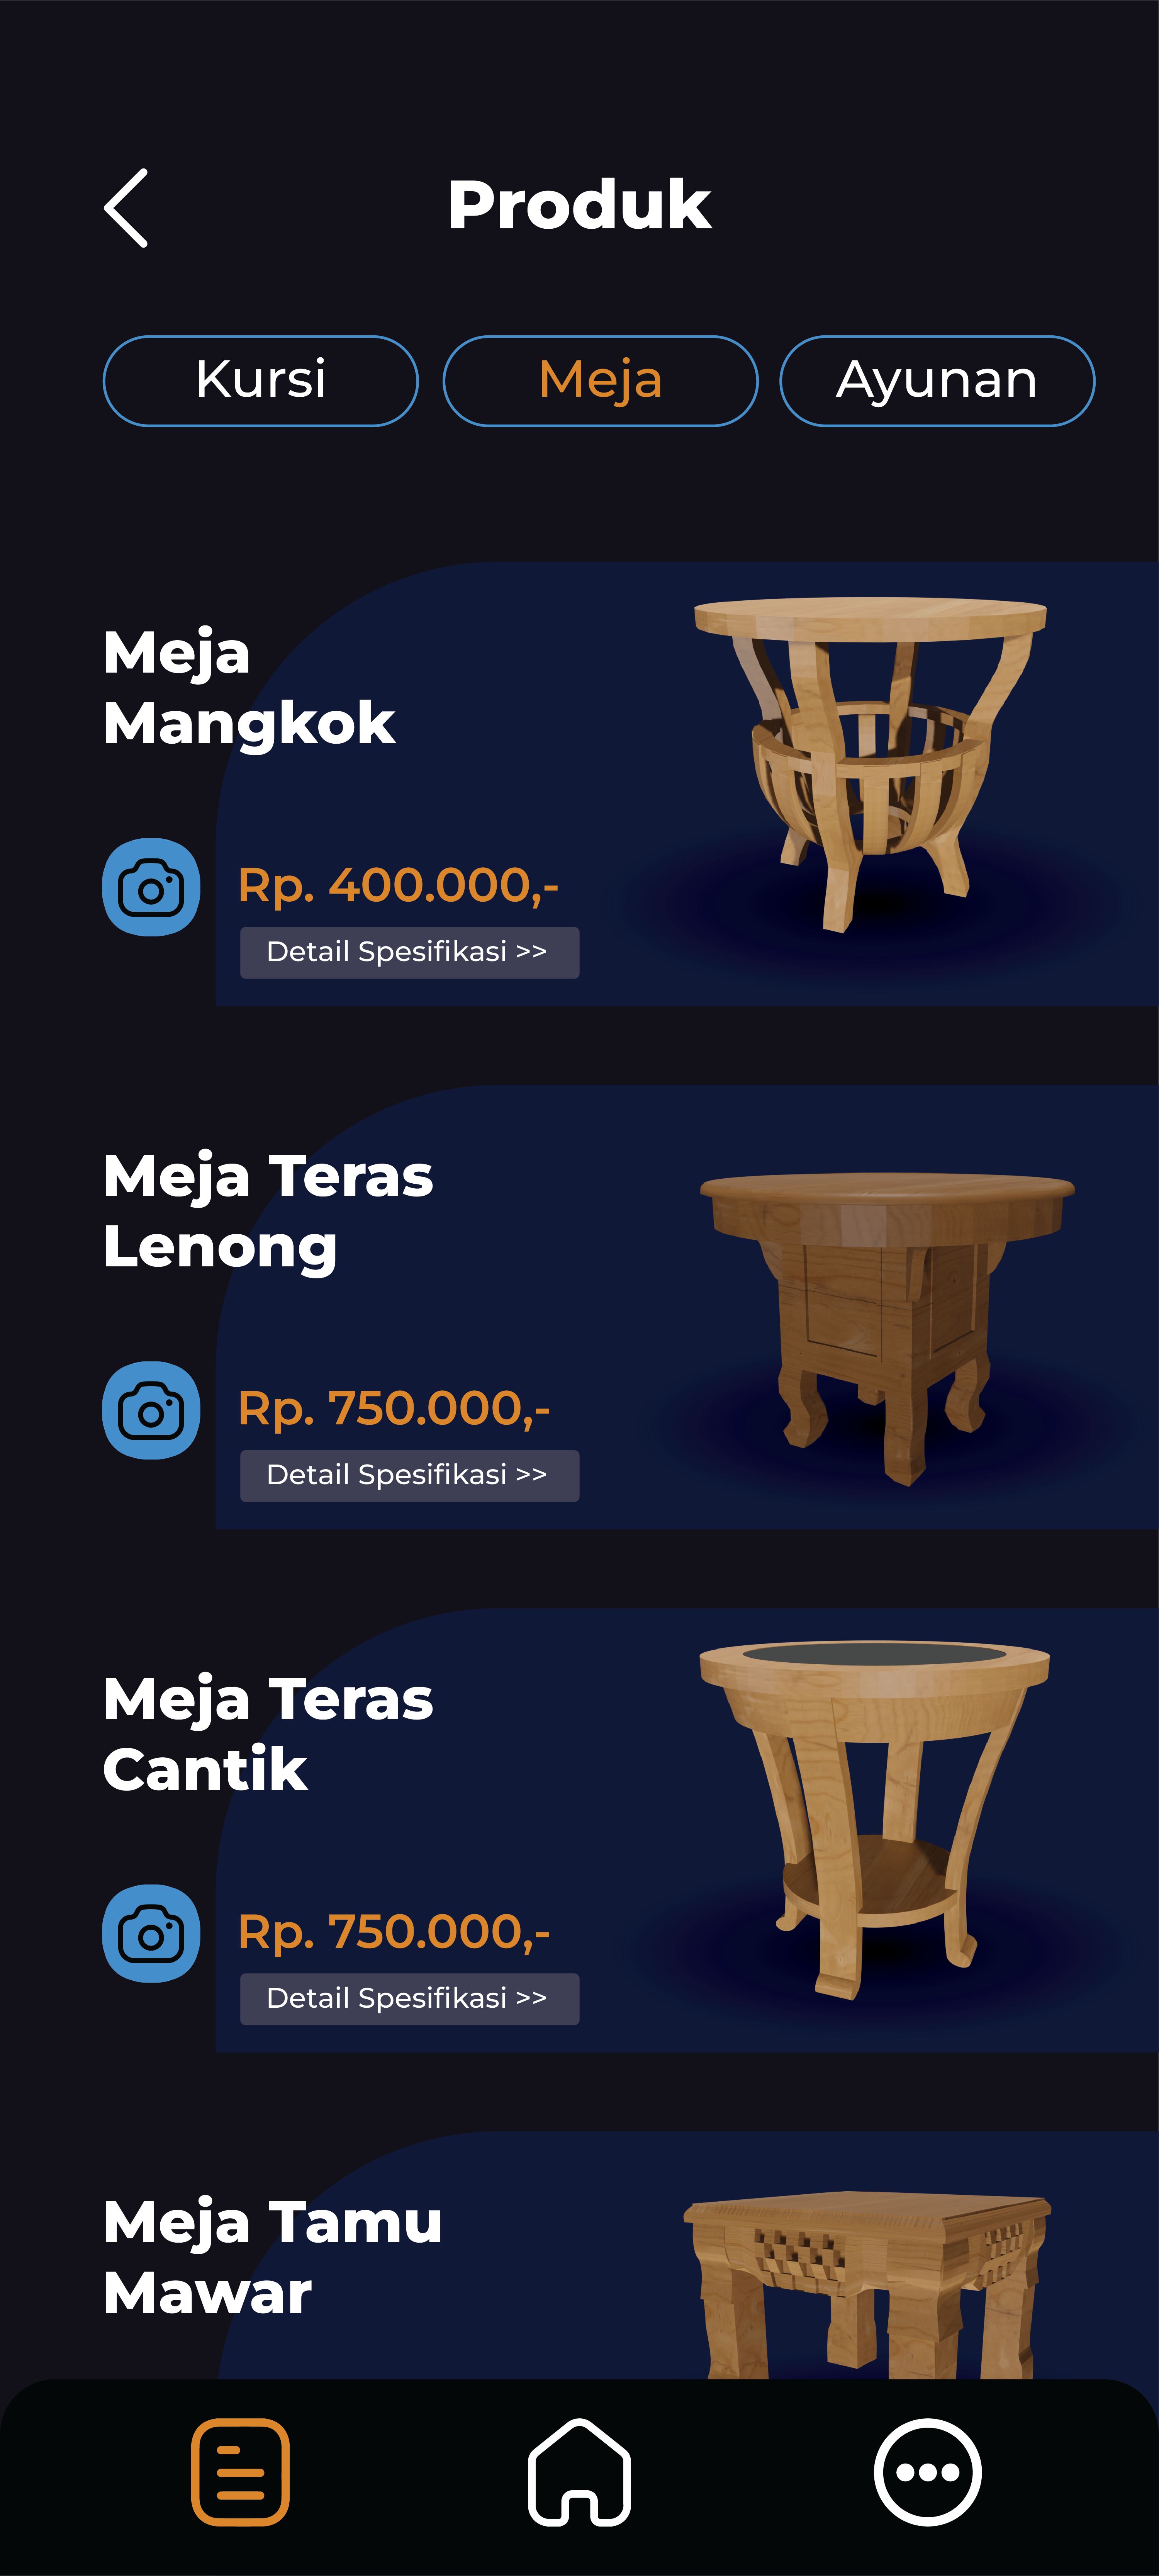 Produk
Kursi
Meja
Ayunan
Meja
Mangkok
Rp. 400.000,-
Detail Spesifikasi >>
Meja Teras
Lenong
Rp. 750.000,-
Detail Spesifikasi >>
Meja Teras
Cantik
Rp. 750.000,-
Detail Spesifikasi >>
Meja Tamu
Mawar